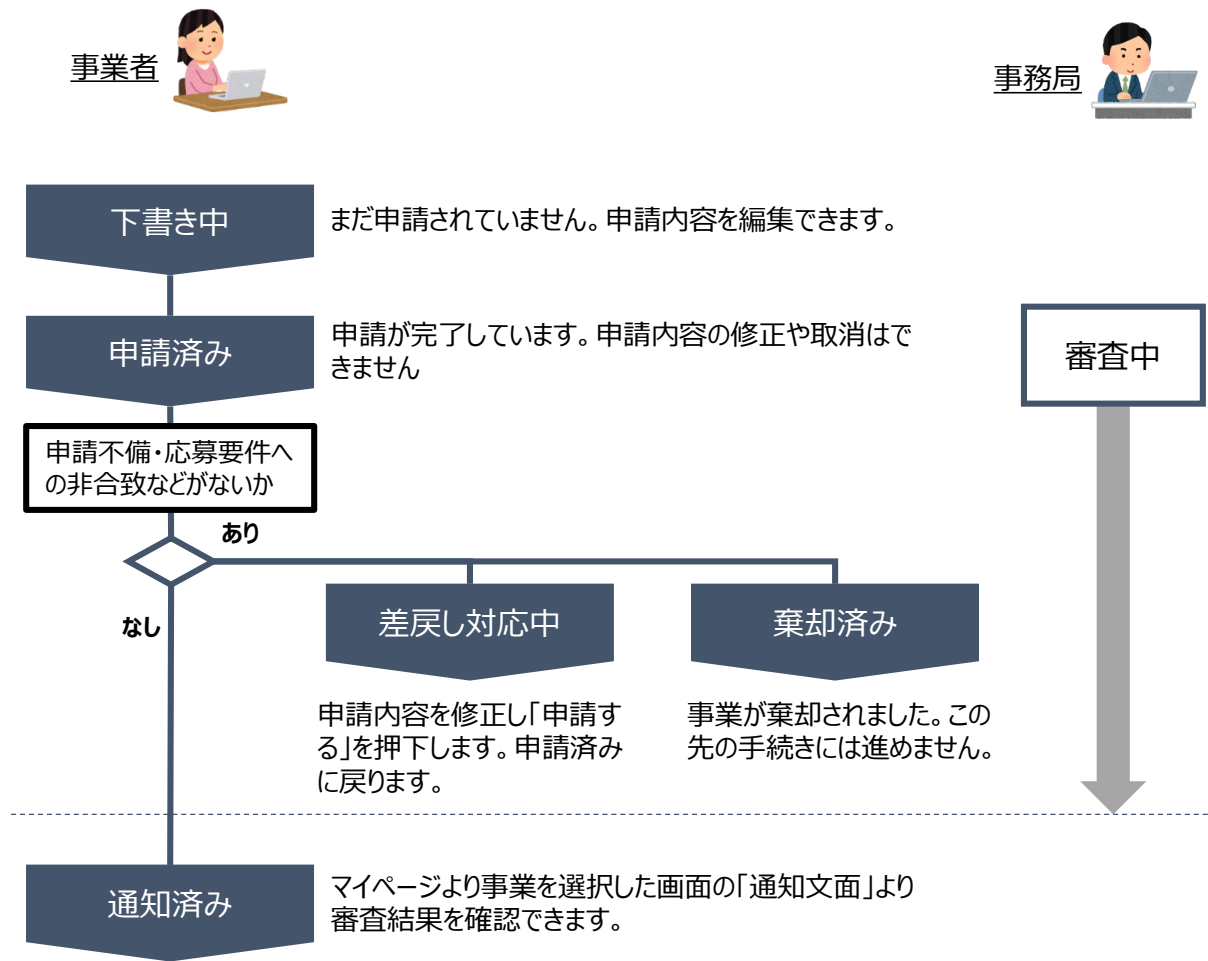 事業者
事務局
下書き中
まだ申請されていません。申請内容を編集できます。
申請済み
申請が完了しています。申請内容の修正や取消はで
きません
審査中
申請不備・応募要件へ
の非合致などがないか
あり
なし
差戻し対応中
棄却済み
申請内容を修正し「申請す
る」を押下します。申請済み
に戻ります。
事業が棄却されました。この
先の手続きには進めません。
通知済み
マイページより事業を選択した画面の「通知文面」より
審査結果を確認できます。